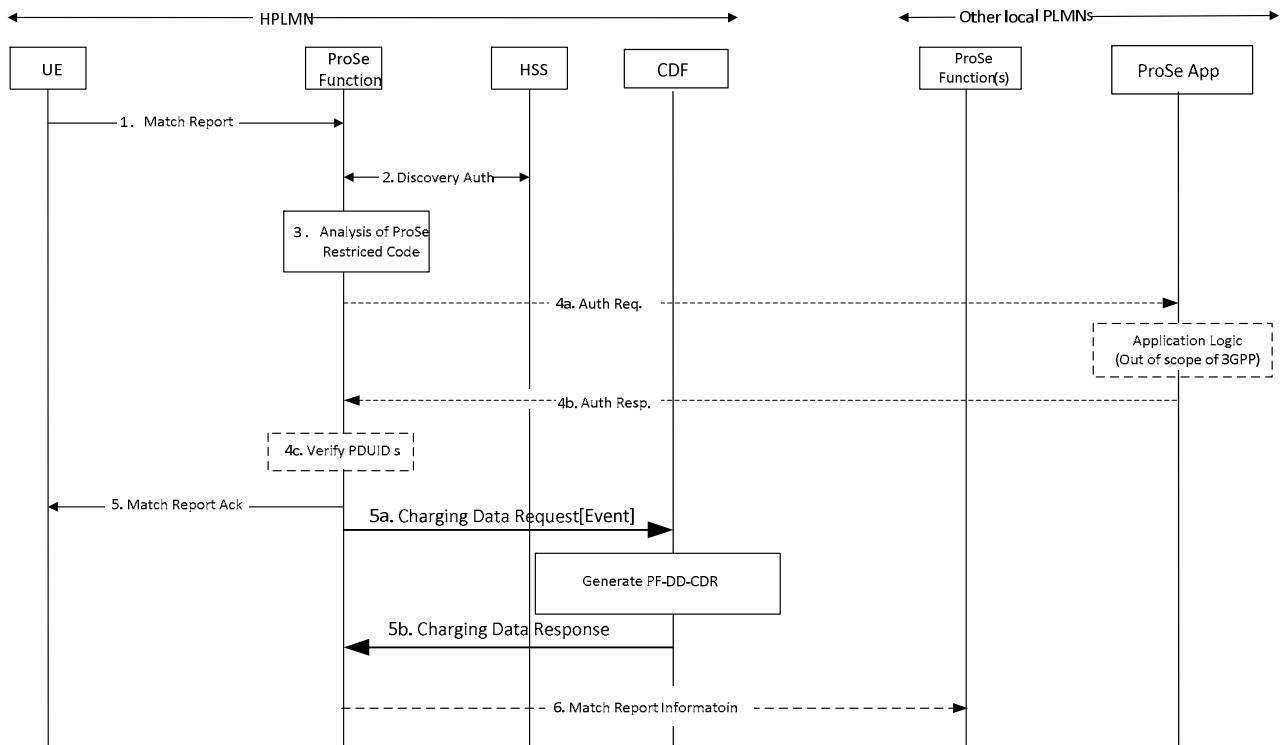 HPLMN
Other local PLMNs
UE
ProSe
Function
HSS
CDF
ProSe
Function(s)
ProSe App
1. Match Report
2. Discovery Auth
3. Analysis of ProSe
Restriced Code
4a. Auth Req.
Application Logic
(Out of scope of 3GPP)
4b. Auth Resp.
4c. Verify PDUID s
5. Match Report Ack
5a. Charging Data Request[Event]
Generate PF-DD-CDR
5b. Charging Data Response
6. Match Report Informatoin